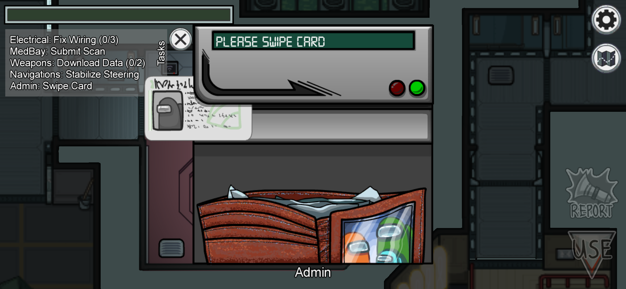 PLEASE SWIPE CARD
Electrical: Fix Wiring (0/3)
MedBay: Submit Scan
Weapons: Download Data (0/2)
Navigations: Stabilize Steering
Admin: Swipe Card
Tasks
REPORT
USE
Admin